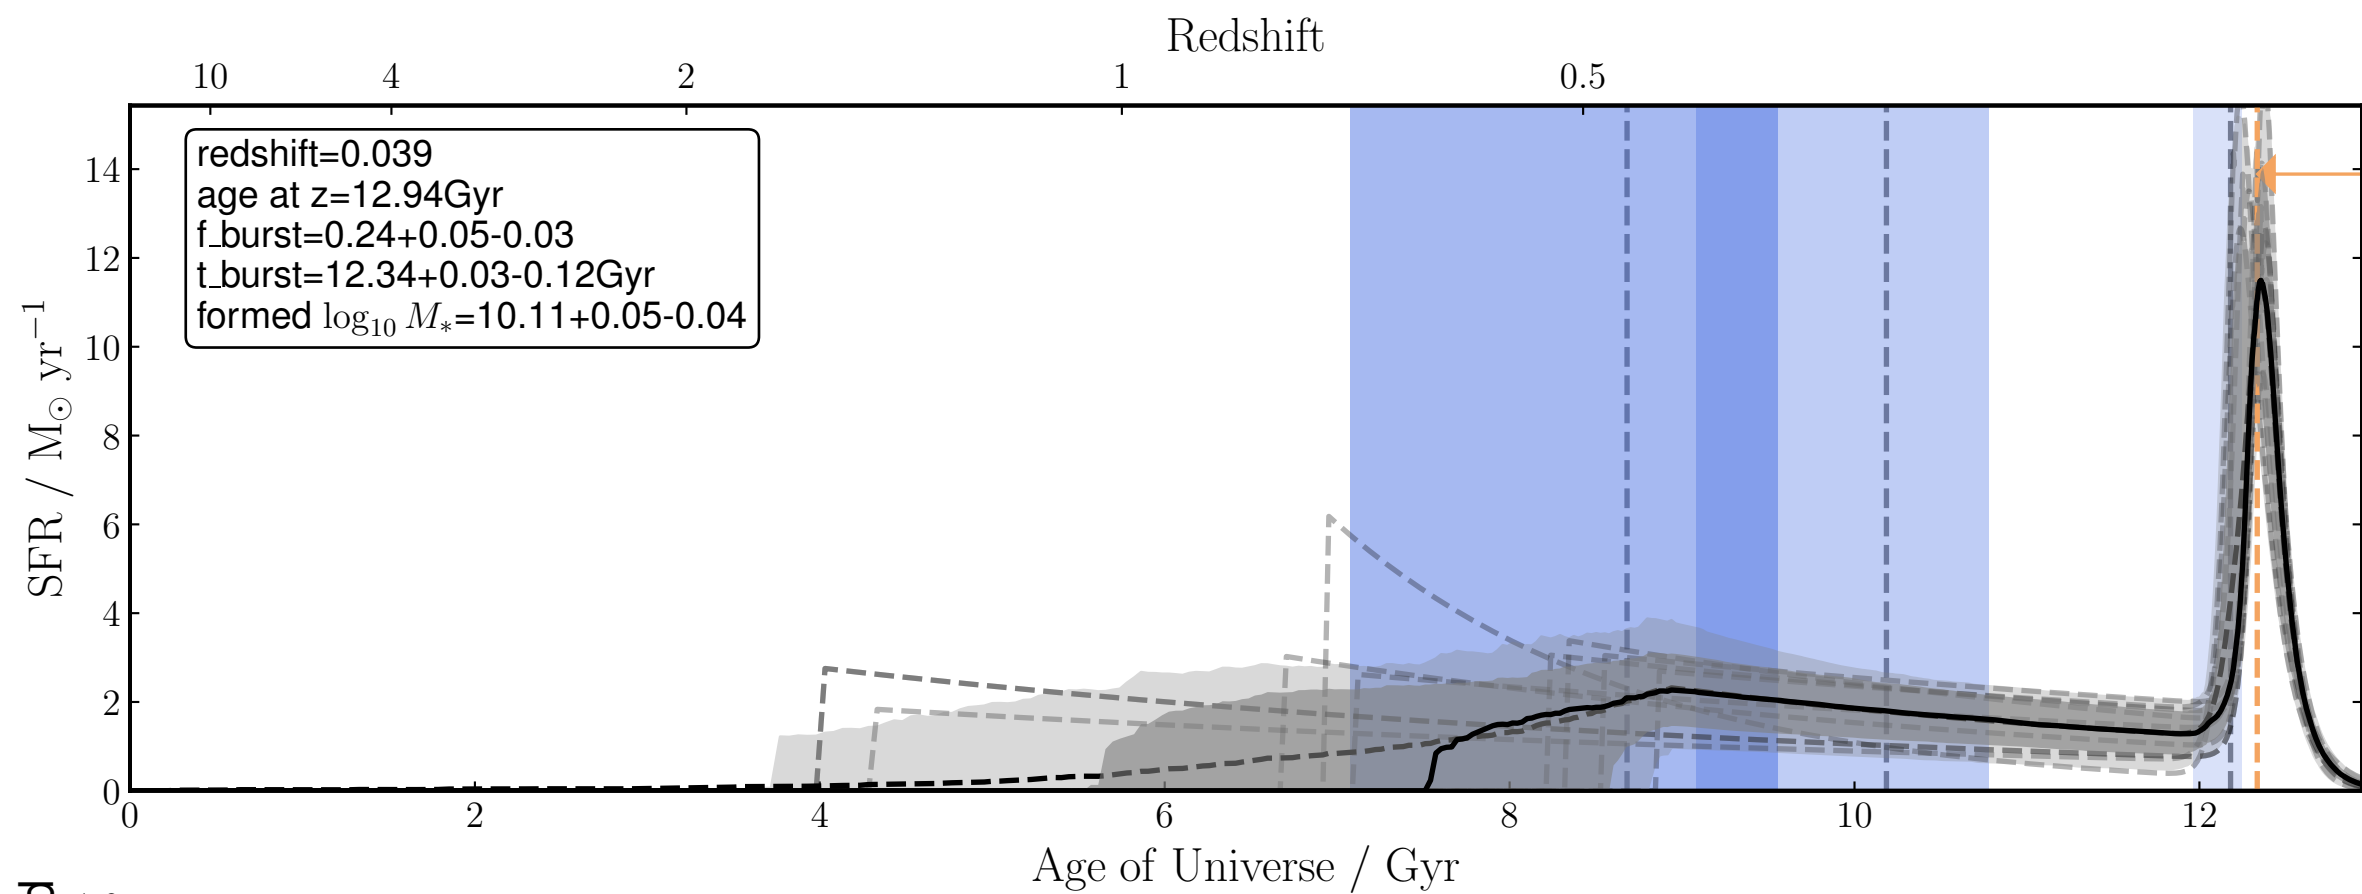 Redshift
10 4 2 1 0.5
redshift=0.039
age at z=12.94Gyr
f_burst=0.24+0.05-0.03
t_burst=12.34+0.03-0.12Gyr
formed log₁₀ M∗=10.11+0.05-0.04
SFR / M⊙ yr⁻¹
14
12
10
8
6
4
2
0
0 2 4 6 8 10 12
Age of Universe / Gyr